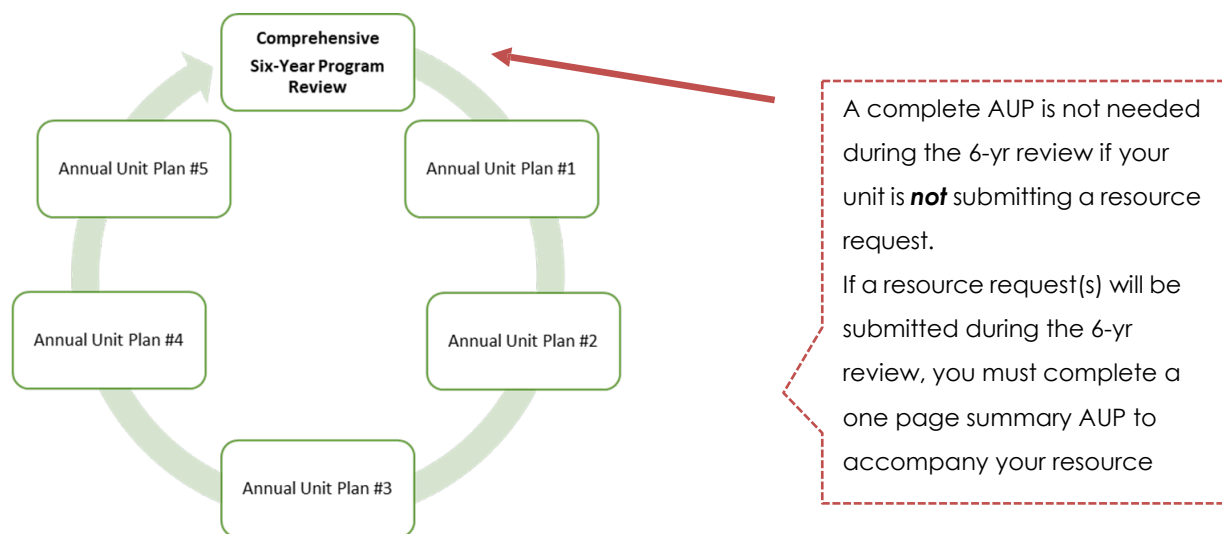 Comprehensive
Six-Year Program
Review
Annual Unit Plan #1
Annual Unit Plan #2
Annual Unit Plan #3
Annual Unit Plan #4
Annual Unit Plan #5
A complete AUP is not needed
during the 6-yr review if your
unit is not submitting a resource
request.
If a resource request(s) will be
submitted during the 6-yr
review, you must complete a
one page summary AUP to
accompany your resource